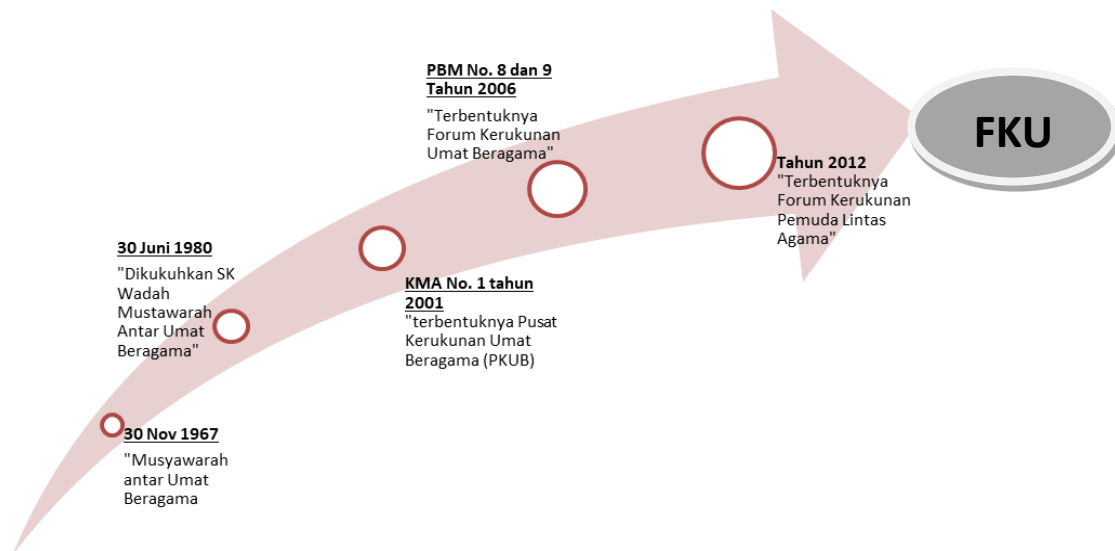 30 Nov 1967
"Musyawarah
antar Umat
Beragama
30 Juni 1980
"Dikukuhkan SK
Wadah
Mustawarah
Antar Umat
Beragama"
KMA No. 1 tahun
2001
"terbentuknya Pusat
Kerukunan Umat
Beragama (PKUB)
PBM No. 8 dan 9
Tahun 2006
"Terbentuknya
Forum Kerukunan
Umat Beragama"
Tahun 2012
"Terbentuknya
Forum Kerukunan
Pemuda Lintas
Agama"
FKU